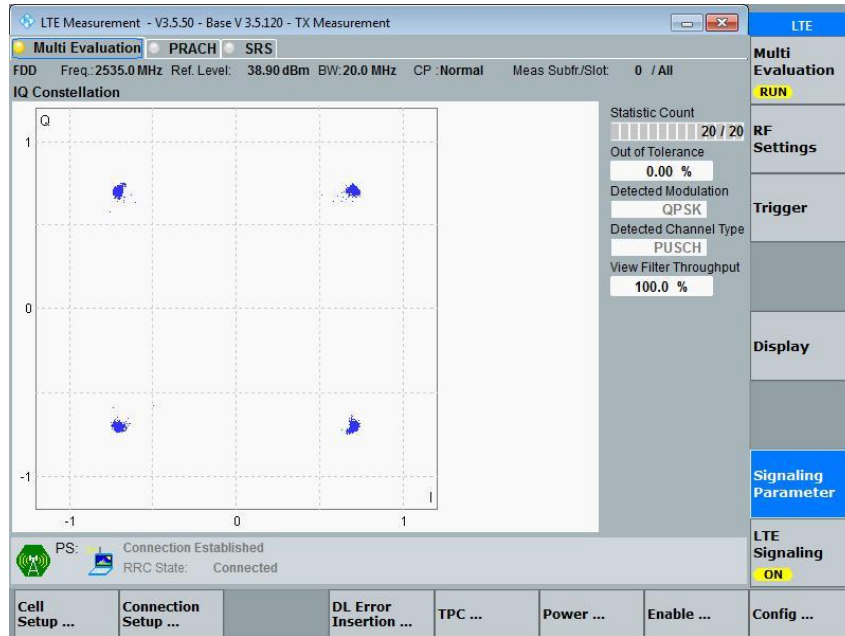 LTE Measurement - V3.5.50 - Base V 3.5.120 - TX Measurement
Multi Evaluation PRACH SRS
FDD Freg.: 2535.0 MHz Ref. Level: 38.90 dBm BW: 20.0 MHz CP : Normal Meas Subfr./Slot: 0 / All
IQ Constellation
Q
1
0
-1
I
-1 0 1
Statistic Count
20 / 20
Out of Tolerance
0.00 %
Detected Modulation
QPSK
Detected Channel Type
PUSCH
View Filter Throughput
100.0 %
PS: Connection Established
RRC State: Connected
LTE
Multi
Evaluation
RUN
RF
Settings
Trigger
Display
Signaling
Parameter
LTE
Signaling
ON
Cell
Setup ...
Connection
Setup ...
DL Error
Insertion ...
TPC ...
Power ...
Enable ...
Config ...